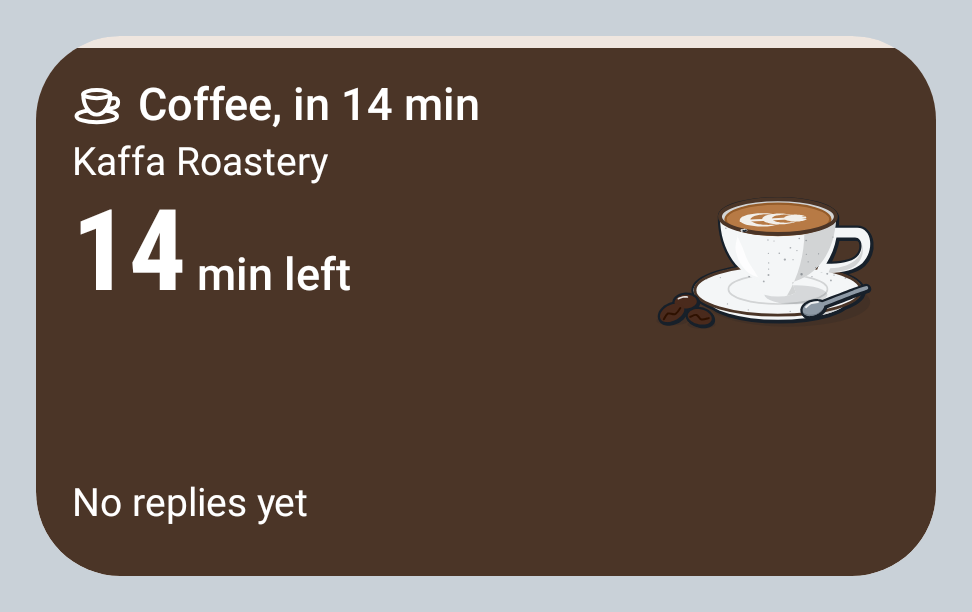 Coffee, in 14 min
Kaffa Roastery
14 min left
No replies yet